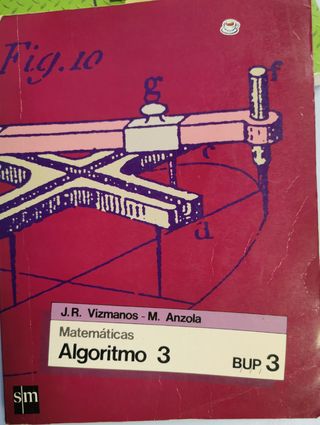 Fig.10
f
g
c
d
J.R. Vizmanos - M. Anzola
Matemáticas
Algoritmo 3
BUP 3
sm